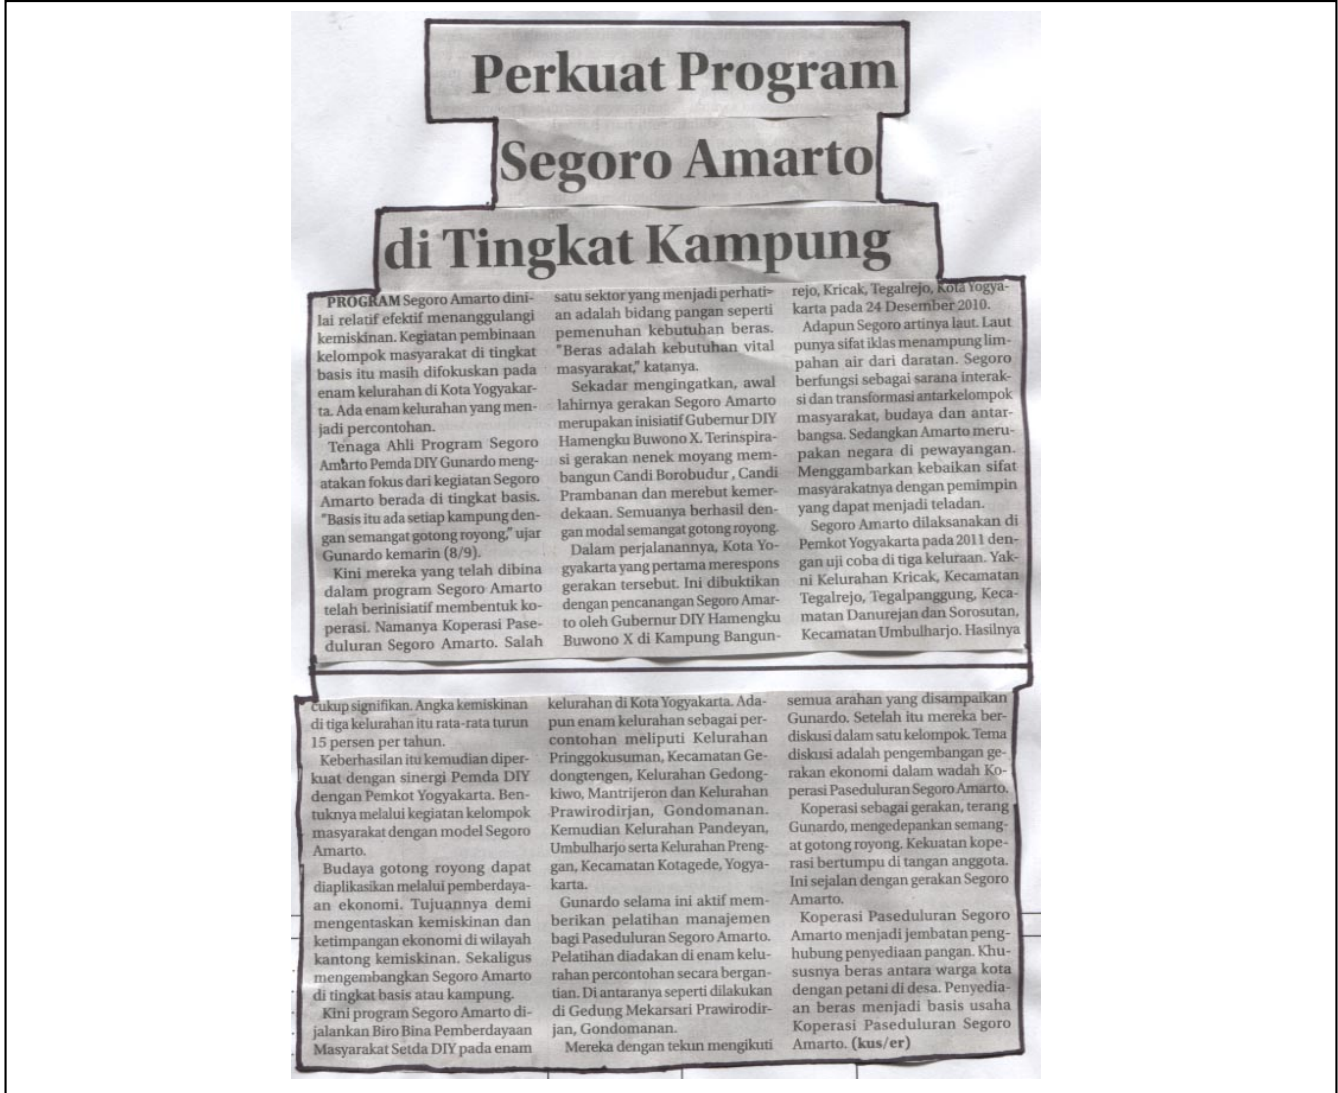 Perkuat Program
Segoro Amarto
di Tingkat Kampung
PROGRAM Segoro Amarto dini-
lai relatif efektif menanggulangi
kemiskinan. Kegiatan pembinaan
kelompok masyarakat di tingkat
basis itu masih difokuskan pada
enam kelurahan di Kota Yogyakar-
ta. Ada enam kelurahan yang men-
jadi percontohan.
Tenaga Ahli Program Segoro
Amarto Pemda DIY Gunardo meng-
atakan fokus dari kegiatan Segoro
Amarto berada di tingkat basis.
"Basis itu ada setiap kampung den-
gan semangat gotong royong," ujar
Gunardo kemarin (8/9).
Kini mereka yang telah dibina
dalam program Segoro Amarto
telah berinisiatif membentuk ko-
perasi. Namanya Koperasi Pase-
duluran Segoro Amarto. Salah
satu sektor yang menjadi perhati-
an adalah bidang pangan seperti
pemenuhan kebutuhan beras.
"Beras adalah kebutuhan vital
masyarakat," katanya.
Sekadar mengingatkan, awal
lahirnya gerakan Segoro Amarto
merupakan inisiatif Gubernur DIY
Hamengku Buwono X. Terinspira-
si gerakan nenek moyang mem-
bangun Candi Borobudur , Candi
Prambanan dan merebut kemer-
dekaan. Semuanya berhasil den-
gan modal semangat gotong royong.
Dalam perjalanannya, Kota Yo-
gyakarta yang pertama merespons
gerakan tersebut. Ini dibuktikan
dengan pencanangan Segoro Amar-
to oleh Gubernur DIY Hamengku
Buwono X di Kampung Bangun-
rejo, Kricak, Tegalrejo, Kota Yogya-
karta pada 24 Desember 2010.
Adapun Segoro artinya laut. Laut
punya sifat iklas menampung lim-
pahan air dari daratan. Segoro
berfungsi sebagai sarana interak-
si dan transformasi antarkelompok
masyarakat, budaya dan antar-
bangsa. Sedangkan Amarto meru-
pakan negara di pewayangan.
Menggambarkan kebaikan sifat
masyarakatnya dengan pemimpin
yang dapat menjadi teladan.
Segoro Amarto dilaksanakan di
Pemkot Yogyakarta pada 2011 den-
gan uji coba di tiga keluraan. Yak-
ni Kelurahan Kricak, Kecamatan
Tegalrejo, Tegalpanggung, Keca-
matan Danurejan dan Sorosutan,
Kecamatan Umbulharjo. Hasilnya
cukup signifikan. Angka kemiskinan
di tiga kelurahan itu rata-rata turun
15 persen per tahun.
Keberhasilan itu kemudian diper-
kuat dengan sinergi Pemda DIY
dengan Pemkot Yogyakarta. Ben-
tuknya melalui kegiatan kelompok
masyarakat dengan model Segoro
Amarto.
Budaya gotong royong dapat
diaplikasikan melalui pemberdaya-
an ekonomi. Tujuannya demi
mengentaskan kemiskinan dan
ketimpangan ekonomi di wilayah
kantong kemiskinan. Sekaligus
mengembangkan Segoro Amarto
di tingkat basis atau kampung.
Kini program Segoro Amarto di-
jalankan Biro Bina Pemberdayaan
Masyarakat Setda DIY pada enam
kelurahan di Kota Yogyakarta. Ada-
pun enam kelurahan sebagai per-
contohan meliputi Kelurahan
Pringgokusuman, Kecamatan Ge-
dongtengen, Kelurahan Gedong-
kiwo, Mantrijeron dan Kelurahan
Prawirodirjan, Gondomanan.
Kemudian Kelurahan Pandeyan,
Umbulharjo serta Kelurahan Preng-
gan, Kecamatan Kotagede, Yogya-
karta.
Gunardo selama ini aktif mem-
berikan pelatihan manajemen
bagi Paseduluran Segoro Amarto.
Pelatihan diadakan di enam kelu-
rahan percontohan secara bergan-
tian. Di antaranya seperti dilakukan
di Gedung Mekarsari Prawirodir-
jan, Gondomanan.
Mereka dengan tekun mengikuti
semua arahan yang disampaikan
Gunardo. Setelah itu mereka ber-
diskusi dalam satu kelompok. Tema
diskusi adalah pengembangan ge-
rakan ekonomi dalam wadah Ko-
perasi Paseduluran Segoro Amarto.
Koperasi sebagai gerakan, terang
Gunardo, mengedepankan semang-
at gotong royong. Kekuatan kope-
rasi bertumpu di tangan anggota.
Ini sejalan dengan gerakan Segoro
Amarto.
Koperasi Paseduluran Segoro
Amarto menjadi jembatan peng-
hubung penyediaan pangan. Khu-
susnya beras antara warga kota
dengan petani di desa. Penyedia-
an beras menjadi basis usaha
Koperasi Paseduluran Segoro
Amarto. (kus/er)